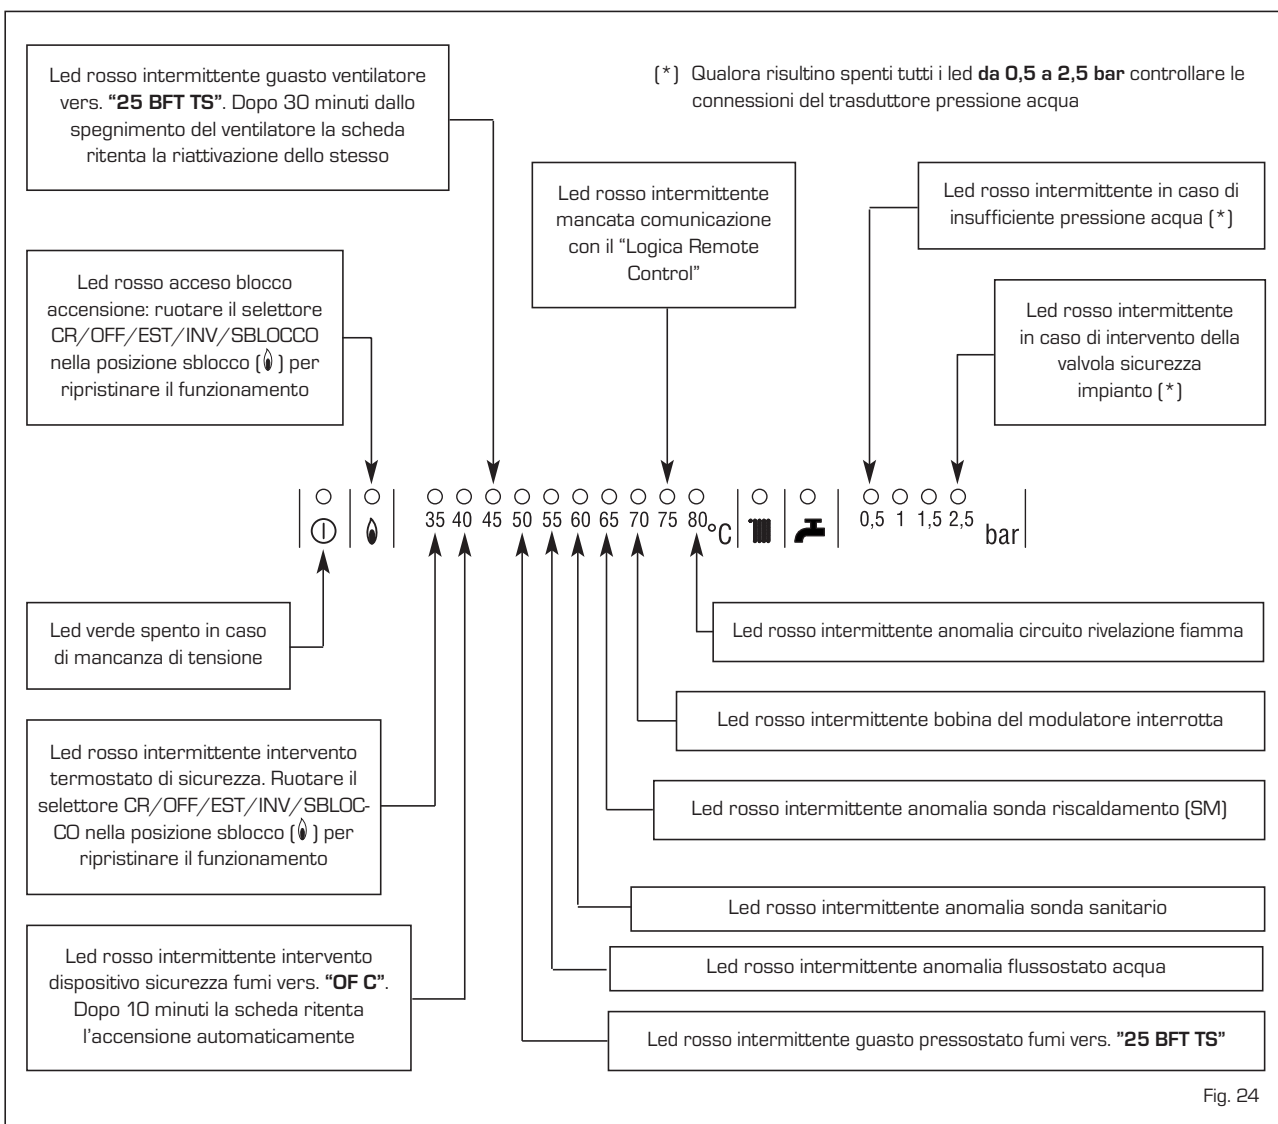 Led rosso intermittente guasto ventilatore
vers. “25 BFT TS”. Dopo 30 minuti dallo
spegnimento del ventilatore la scheda
ritenta la riattivazione dello stesso
(*) Qualora risultino spenti tutti i led da 0,5 a 2,5 bar controllare le
connessioni del trasduttore pressione acqua
Led rosso intermittente
mancata comunicazione
con il “Logica Remote
Control”
Led rosso intermittente in caso di
insufficiente pressione acqua (*)
Led rosso acceso blocco
accensione: ruotare il selettore
CR/OFF/EST/INV/SBLOCCO
nella posizione sblocco ( ) per
ripristinare il funzionamento
Led rosso intermittente
in caso di intervento della
valvola sicurezza
impianto (*)
35 40 45 50 55 60 65 70 75 80 °C 0,5 1 1,5 2,5 bar
Led verde spento in caso
di mancanza di tensione
Led rosso intermittente anomalia circuito rivelazione fiamma
Led rosso intermittente bobina del modulatore interrotta
Led rosso intermittente intervento
termostato di sicurezza. Ruotare il
selettore CR/OFF/EST/INV/SBLOC-
CO nella posizione sblocco ( ) per
ripristinare il funzionamento
Led rosso intermittente anomalia sonda riscaldamento (SM)
Led rosso intermittente anomalia sonda sanitario
Led rosso intermittente intervento
dispositivo sicurezza fumi vers. “OF C”.
Dopo 10 minuti la scheda ritenta
l’accensione automaticamente
Led rosso intermittente anomalia flussostato acqua
Led rosso intermittente guasto pressostato fumi vers. ”25 BFT TS”
Fig. 24